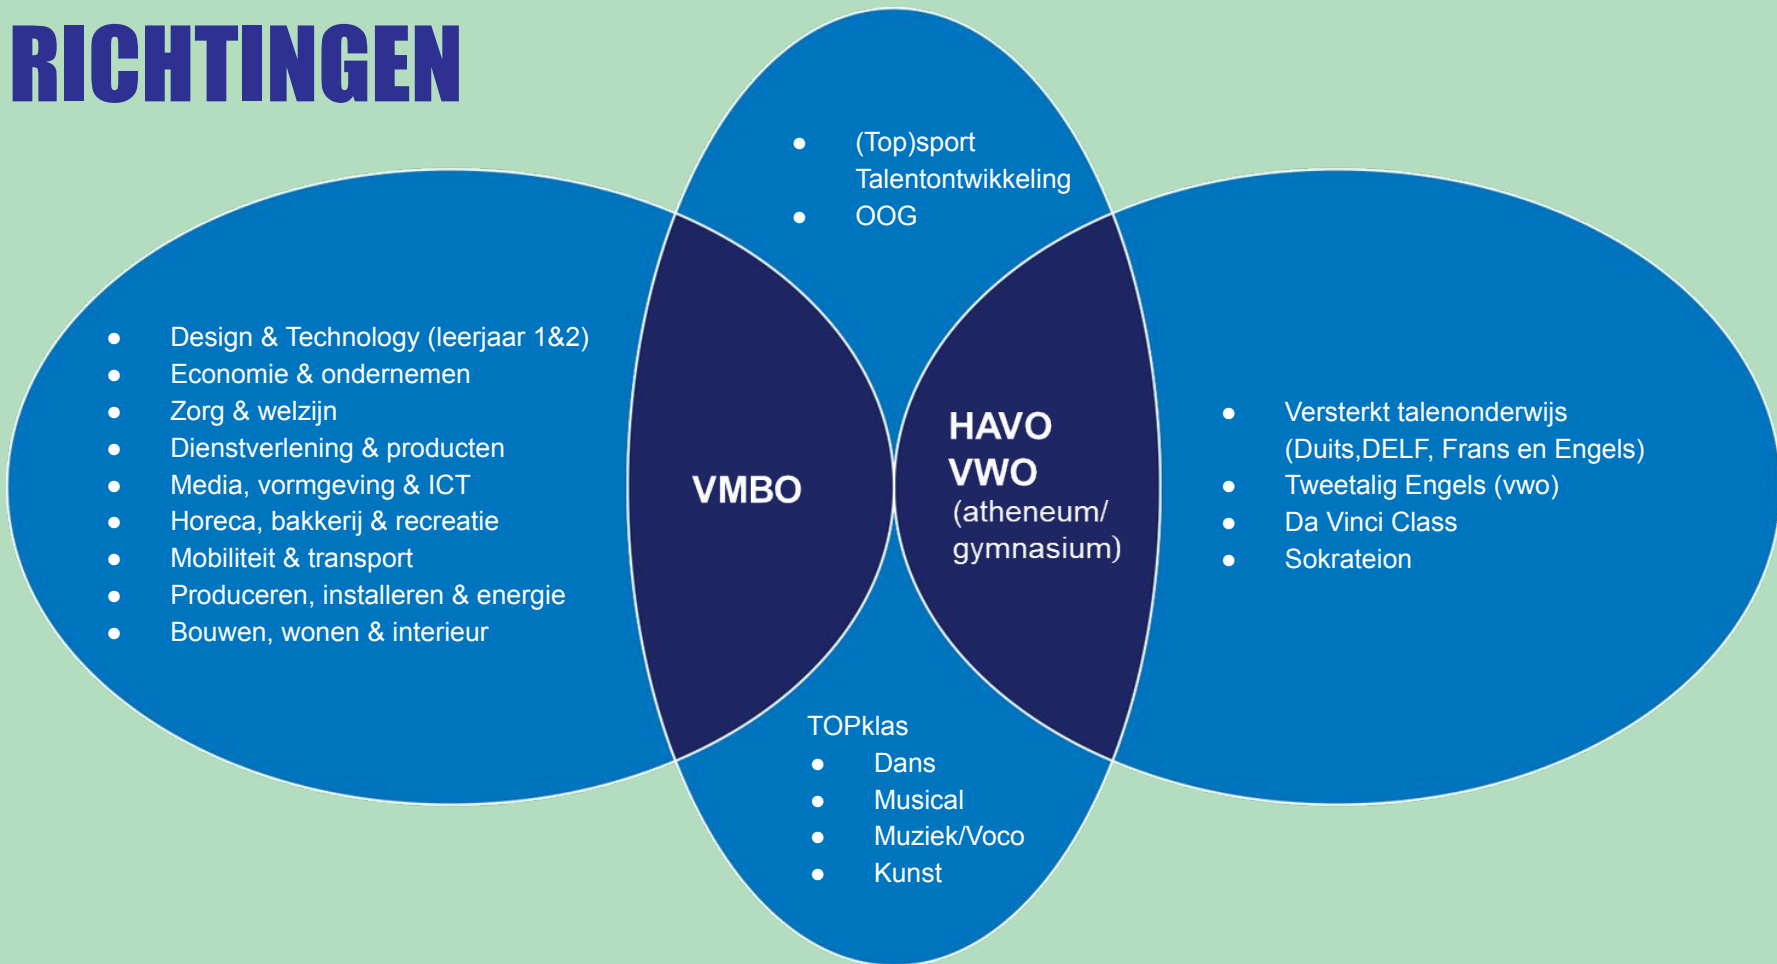 RICHTINGEN
● (Top)sport
Talentontwikkeling
● OOG
● Design & Technology (leerjaar 1&2)
● Economie & ondernemen
● Zorg & welzijn
● Dienstverlening & producten
● Media, vormgeving & ICT
● Horeca, bakkerij & recreatie
● Mobiliteit & transport
● Produceren, installeren & energie
● Bouwen, wonen & interieur
VMBO
HAVO
VWO
(atheneum/
gymnasium)
● Versterkt talenonderwijs
(Duits,DELF, Frans en Engels)
● Tweetalig Engels (vwo)
● Da Vinci Class
● Sokrateion
TOPklas
● Dans
● Musical
● Muziek/Voco
● Kunst